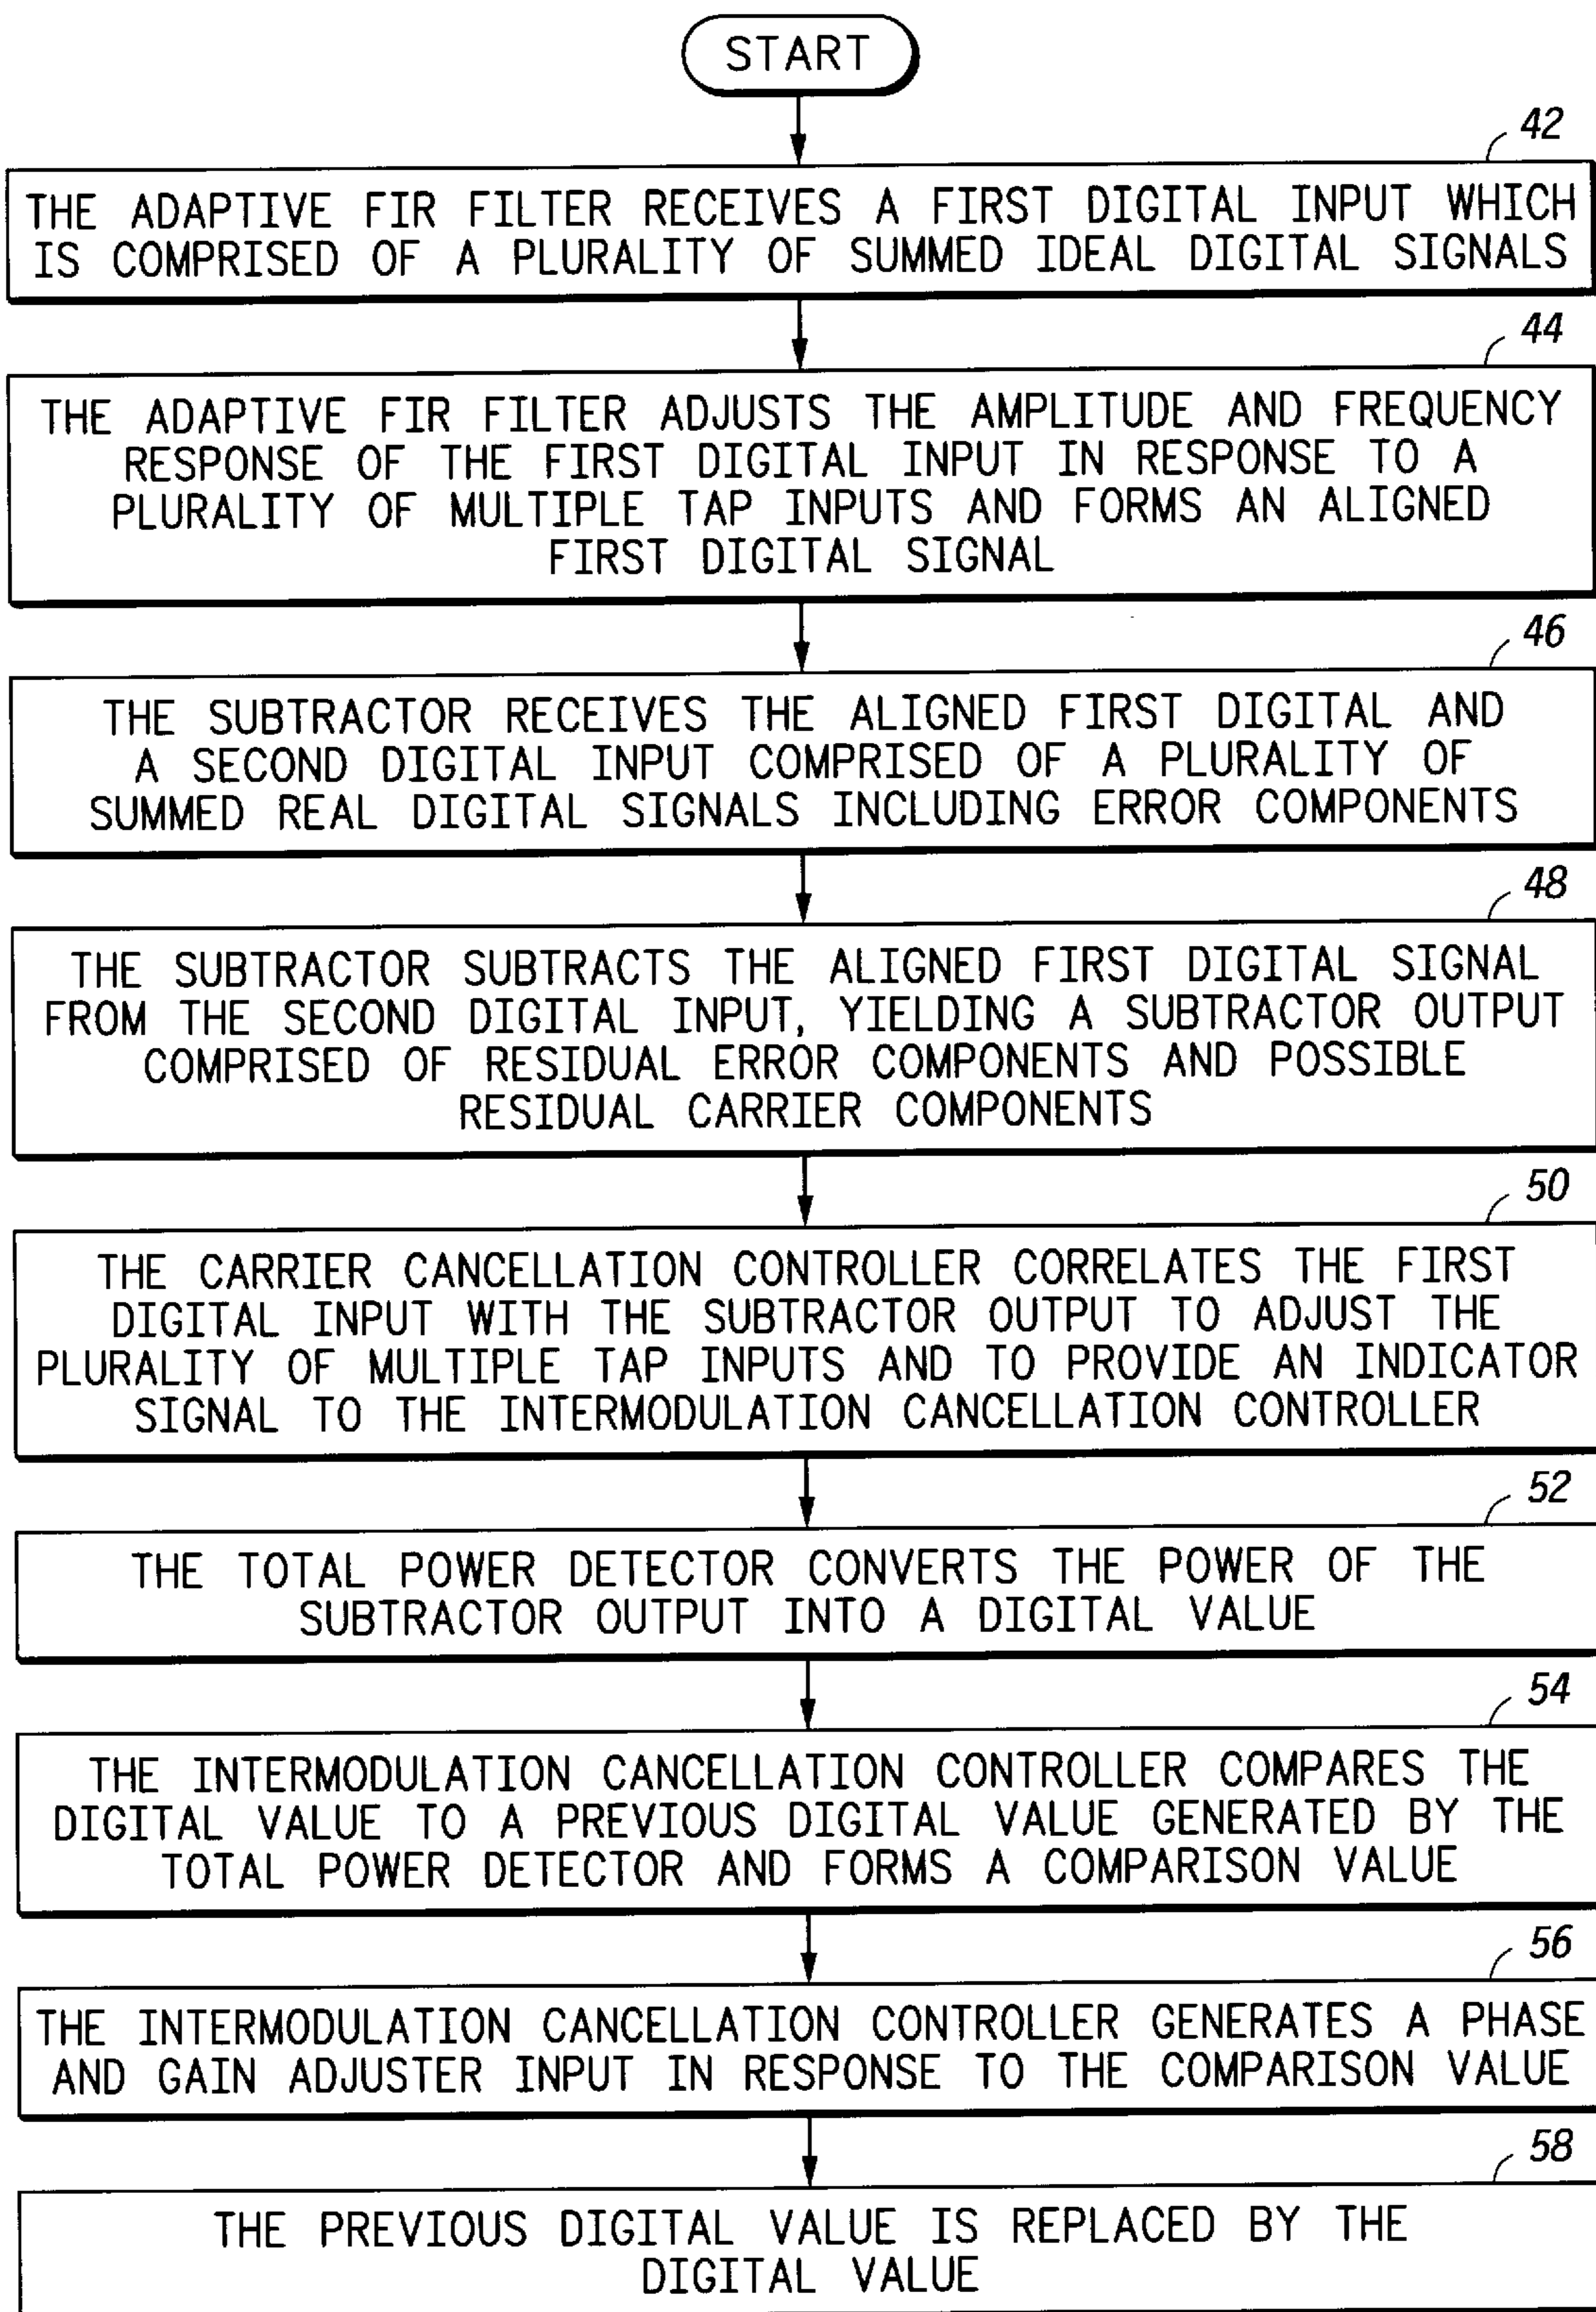 START
42
THE ADAPTIVE FIR FILTER RECEIVES A FIRST DIGITAL INPUT WHICH
IS COMPRISED OF A PLURALITY OF SUMMED IDEAL DIGITAL SIGNALS
44
THE ADAPTIVE FIR FILTER ADJUSTS THE AMPLITUDE AND FREQUENCY
RESPONSE OF THE FIRST DIGITAL INPUT IN RESPONSE TO A
PLURALITY OF MULTIPLE TAP INPUTS AND FORMS AN ALIGNED
FIRST DIGITAL SIGNAL
46
THE SUBTRACTOR RECEIVES THE ALIGNED FIRST DIGITAL AND
A SECOND DIGITAL INPUT COMPRISED OF A PLURALITY OF
SUMMED REAL DIGITAL SIGNALS INCLUDING ERROR COMPONENTS
48
THE SUBTRACTOR SUBTRACTS THE ALIGNED FIRST DIGITAL SIGNAL
FROM THE SECOND DIGITAL INPUT, YIELDING A SUBTRACTOR OUTPUT
COMPRISED OF RESIDUAL ERROR COMPONENTS AND POSSIBLE
RESIDUAL CARRIER COMPONENTS
50
THE CARRIER CANCELLATION CONTROLLER CORRELATES THE FIRST
DIGITAL INPUT WITH THE SUBTRACTOR OUTPUT TO ADJUST THE
PLURALITY OF MULTIPLE TAP INPUTS AND TO PROVIDE AN INDICATOR
SIGNAL TO THE INTERMODULATION CANCELLATION CONTROLLER
52
THE TOTAL POWER DETECTOR CONVERTS THE POWER OF THE
SUBTRACTOR OUTPUT INTO A DIGITAL VALUE
54
THE INTERMODULATION CANCELLATION CONTROLLER COMPARES THE
DIGITAL VALUE TO A PREVIOUS DIGITAL VALUE GENERATED BY THE
TOTAL POWER DETECTOR AND FORMS A COMPARISON VALUE
56
THE INTERMODULATION CANCELLATION CONTROLLER GENERATES A PHASE
AND GAIN ADJUSTER INPUT IN RESPONSE TO THE COMPARISON VALUE
58
THE PREVIOUS DIGITAL VALUE IS REPLACED BY THE
DIGITAL VALUE